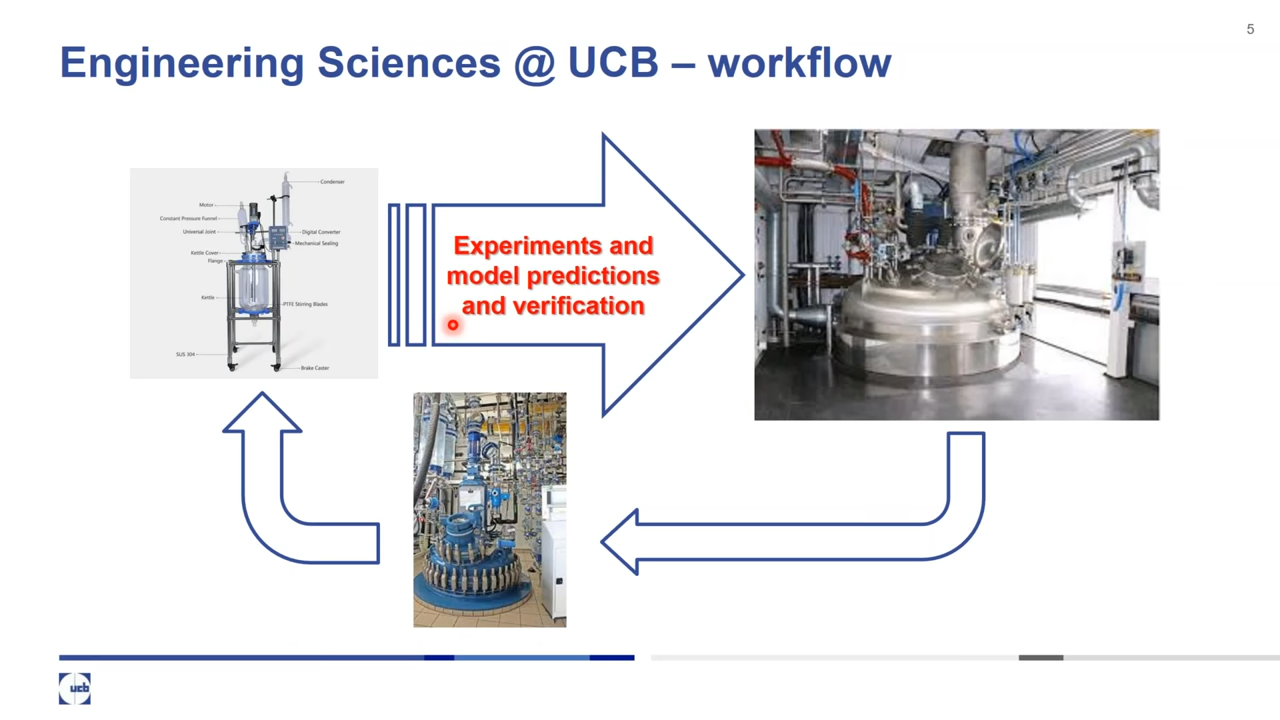 5
Engineering Sciences @ UCB – workflow
Condenser
Motor
Constant Pressure Funnel
Universal Joint
Digital Converter
Mechanical Sealing
Kettle Cover
Flange
Kettle
PTFE Stirring Blades
SUS 304
Brake Caster
Experiments and
model predictions
and verification
ucb